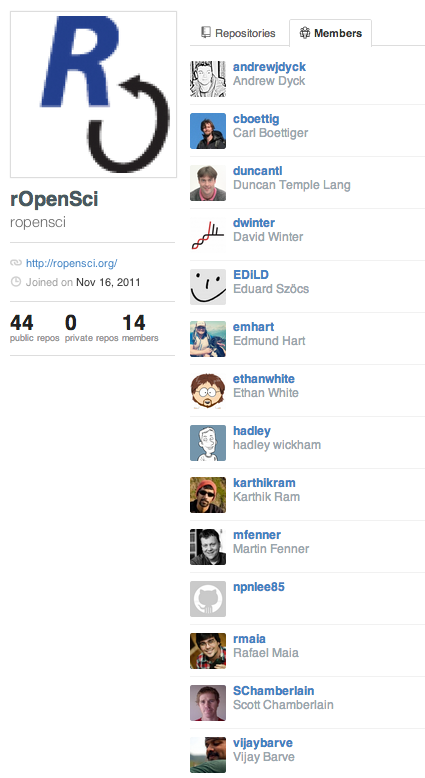 R
rOpenSci
ropensci
http://ropensci.org/
Joined on Nov 16, 2011
44 0 14
public repos private repos members
Repositories Members
andrewjdyck
Andrew Dyck
cboettig
Carl Boettiger
duncantl
Duncan Temple Lang
dwinter
David Winter
EDiLD
Eduard Szöcs
emhart
Edmund Hart
ethanwhite
Ethan White
hadley
hadley wickham
karthikram
Karthik Ram
mfenner
Martin Fenner
npnlee85
rmaia
Rafael Maia
SChamberlain
Scott Chamberlain
vijaybarve
Vijay Barve